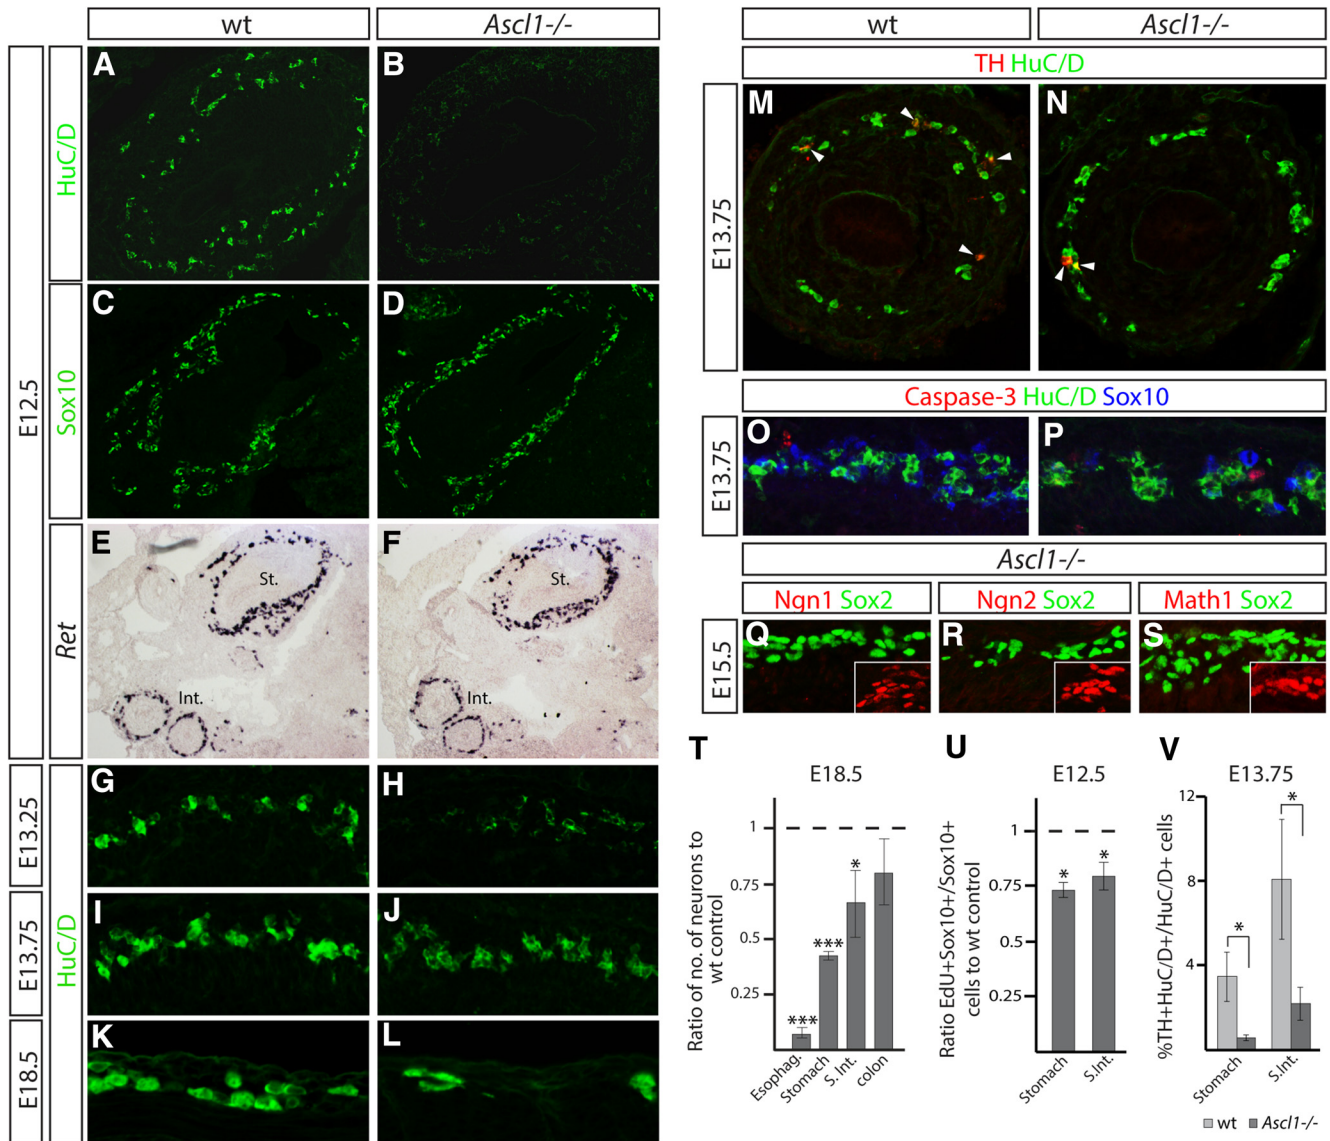 wt
Ascl1-/-
E12.5
HuC/D
A
B
Sox10
C
D
Ret
E
St.
Int.
F
St.
Int.
E13.25
HuC/D
G
H
E13.75
I
J
E18.5
K
L
wt
Ascl1-/-
TH HuC/D
E13.75
M
N
Caspase-3 HuC/D Sox10
E13.75
O
P
Ascl1-/-
Ngn1 Sox2
Ngn2 Sox2
Math1 Sox2
E15.5
Q
R
S
T
E18.5
Ratio of no. of neurons to
wt control
1
0.75
0.5
0.25
***
***
*
Esophag.
Stomach
S. Int.
colon
U
E12.5
Ratio EdU+Sox10+/Sox10+
cells to wt control
1
0.75
0.5
0.25
*
*
Stomach
S.Int.
V
E13.75
%TH+HuC/D+/HuC/D+ cells
12
8
4
*
*
Stomach
S.Int.
wt
Ascl1-/-